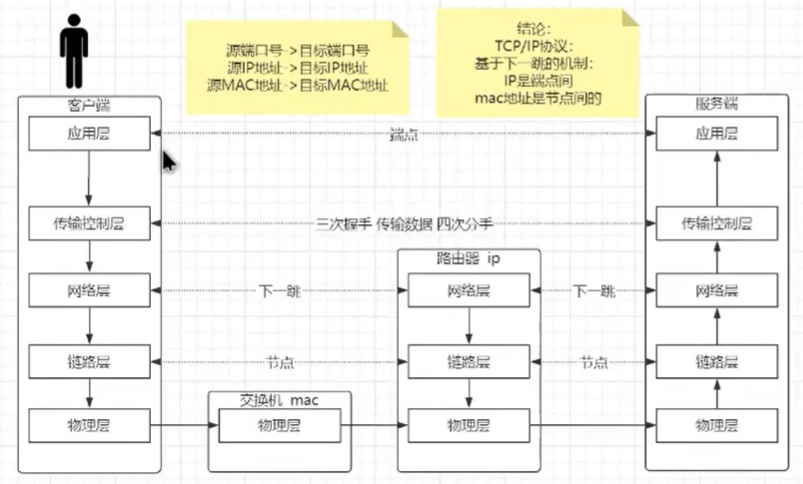 源端口号->目标端口号
源IP地址->目标IP地址
源MAC地址->目标MAC地址
结论:
TCP/IP协议:
基于下一跳的机制:
IP是端点间
mac地址是节点间的
客户端
服务端
应用层
端点
应用层
传输控制层
三次握手 传输数据 四次分手
传输控制层
路由器 ip
网络层
下一跳
网络层
下一跳
网络层
链路层
节点
链路层
节点
链路层
交换机 mac
物理层
物理层
物理层
物理层